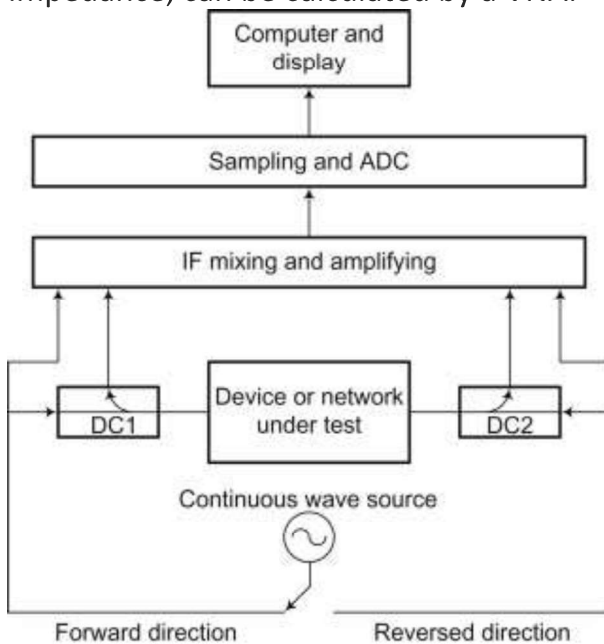 impedance, can be calculated by a VNA.
Computer and
display
Sampling and ADC
IF mixing and amplifying
DC1
Device or network
under test
DC2
Continuous wave source
Forward direction
Reversed direction